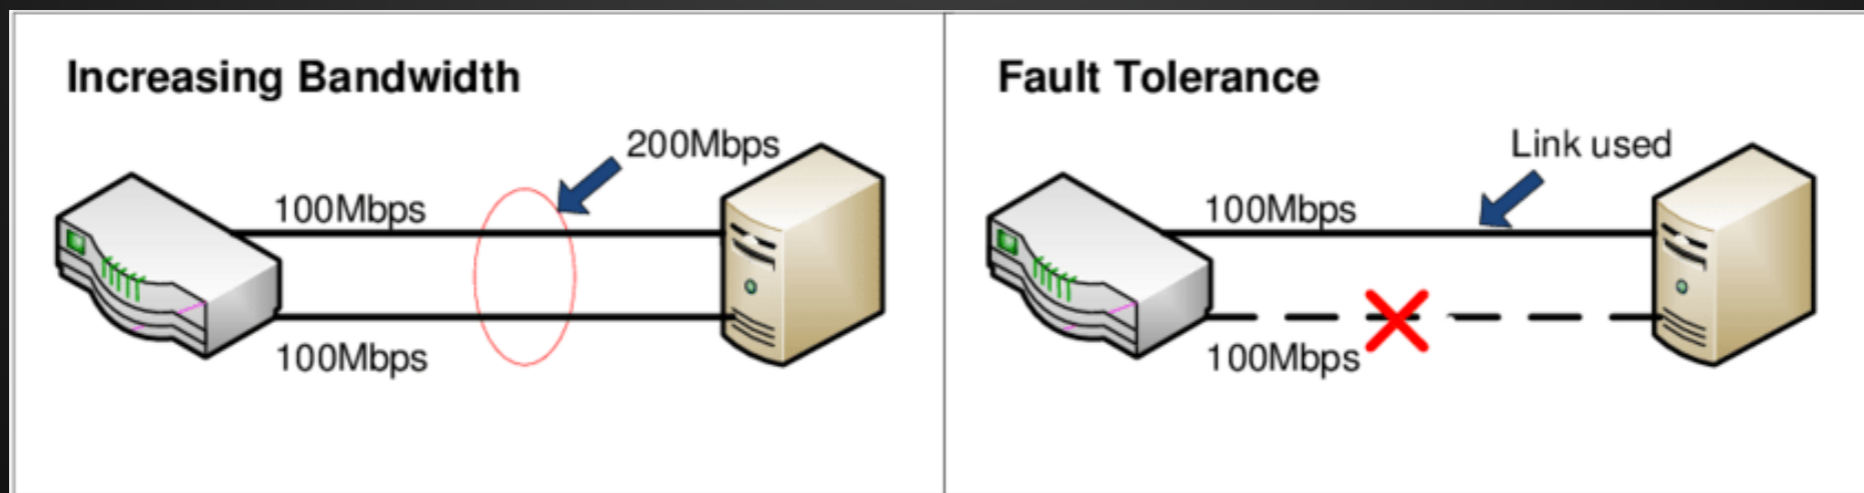 Increasing Bandwidth
200Mbps
100Mbps
100Mbps
Fault Tolerance
Link used
100Mbps
100Mbps